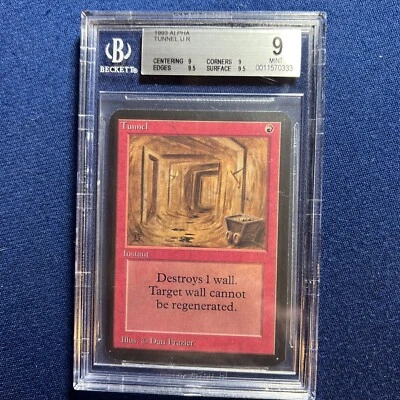 B
BECKETT®
1993 ALPHA
TUNNEL U R
CENTERING 9 CORNERS 9
EDGES 9.5 SURFACE 9.5
9
MINT
0011570333
Tunnel
Instant
Destroys 1 wall.
Target wall cannot
be regenerated.
Illus. © Dan Frazier